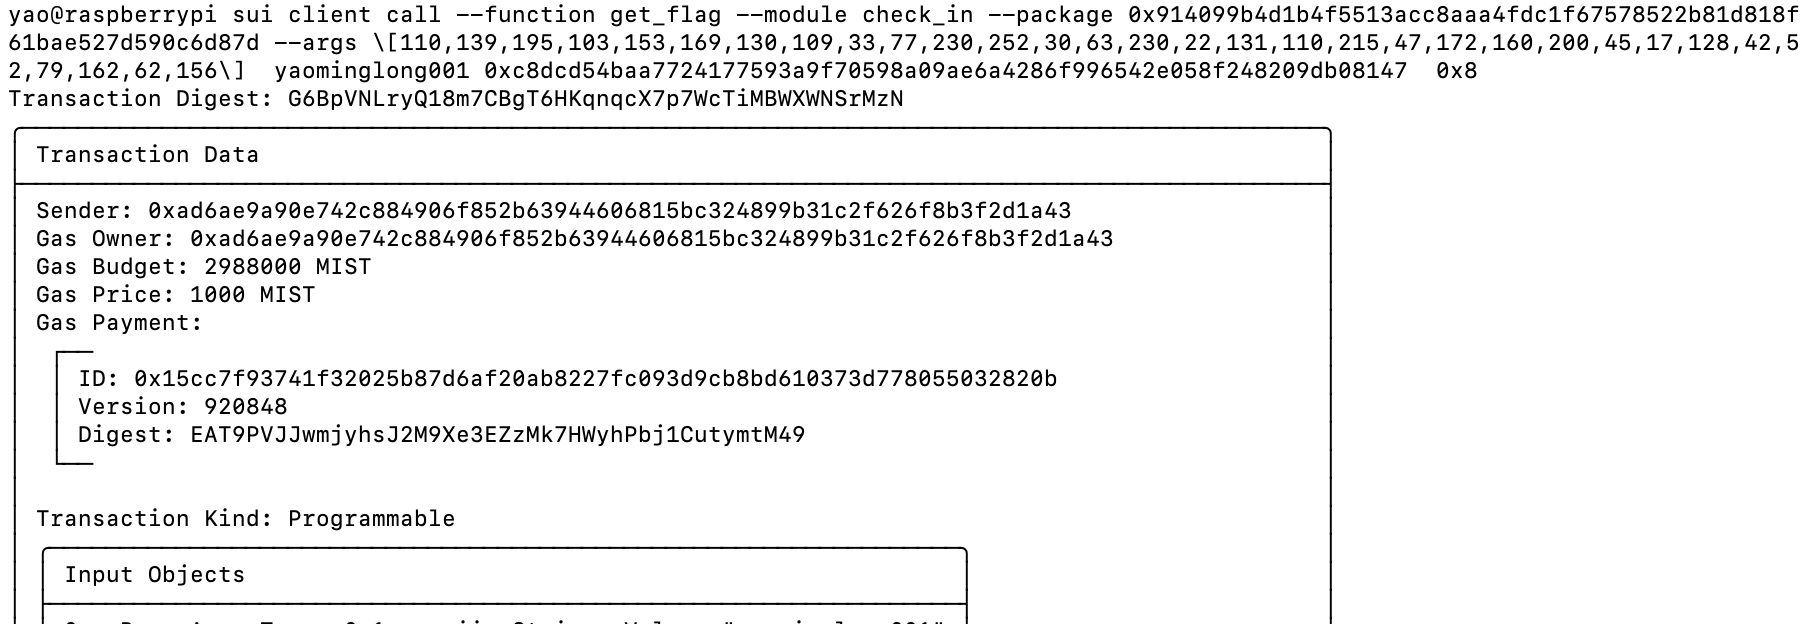 yao@raspberrypi sui client call --function get_flag --module check_in --package 0x914099b4d1b4f5513acc8aaa4fdc1f67578522b81d818f
61bae527d590c6d87d --args \[110,139,195,103,153,169,130,109,33,77,230,252,30,63,230,22,131,110,215,47,172,160,200,45,17,128,42,5
2,79,162,62,156\]  yaominglong001 0xc8dcd54baa7724177593a9f70598a09ae6a4286f996542e058f248209db08147  0x8
Transaction Digest: G6BpVNLryQ18m7CBgT6HKqnqcX7p7WcTiMBWXWNSrMzN
Transaction Data
Sender: 0xad6ae9a90e742c884906f852b63944606815bc324899b31c2f626f8b3f2d1a43
Gas Owner: 0xad6ae9a90e742c884906f852b63944606815bc324899b31c2f626f8b3f2d1a43
Gas Budget: 2988000 MIST
Gas Price: 1000 MIST
Gas Payment:
ID: 0x15cc7f93741f32025b87d6af20ab8227fc093d9cb8bd610373d778055032820b
Version: 920848
Digest: EAT9PVJJwmjyhsJ2M9Xe3EZzMk7HWyhPbj1CutymtM49
Transaction Kind: Programmable
Input Objects